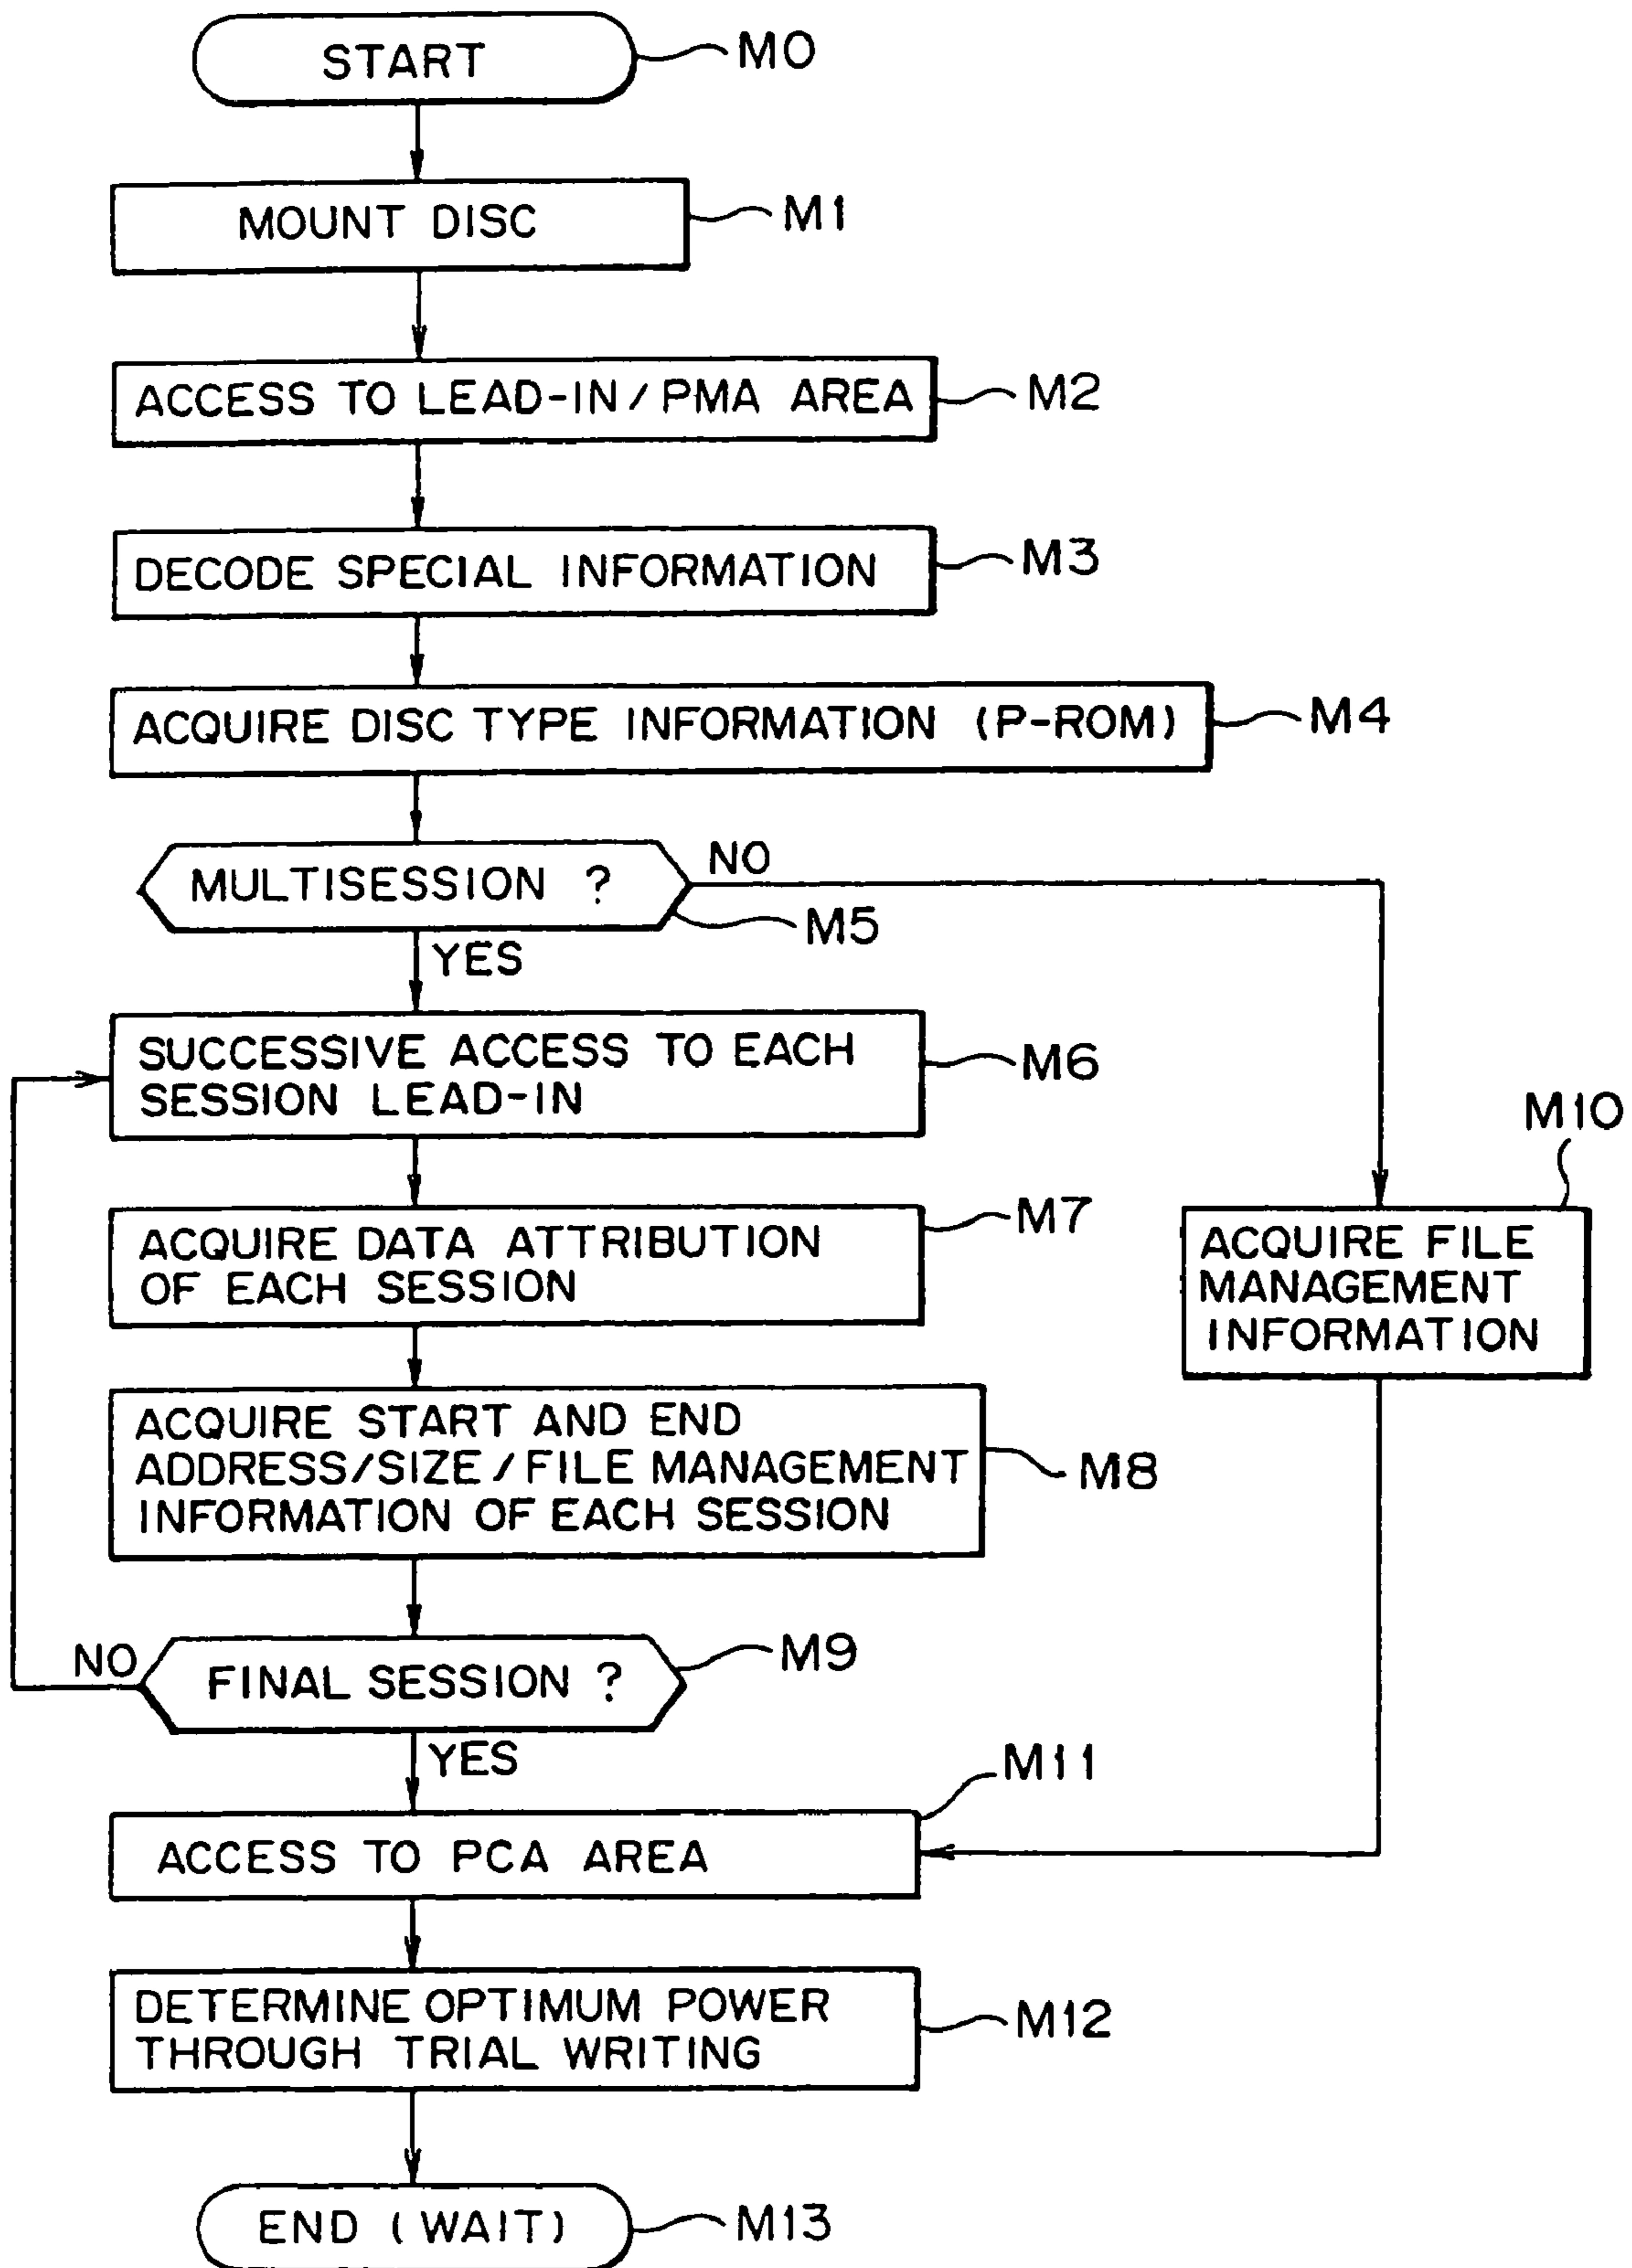 START
M0
MOUNT DISC
M1
ACCESS TO LEAD-IN/PMA AREA
M2
DECODE SPECIAL INFORMATION
M3
ACQUIRE DISC TYPE INFORMATION (P-ROM)
M4
MULTISESSION ?
NO
M5
YES
SUCCESSIVE ACCESS TO EACH
SESSION LEAD-IN
M6
ACQUIRE DATA ATTRIBUTION
OF EACH SESSION
M7
M10
ACQUIRE FILE
MANAGEMENT
INFORMATION
ACQUIRE START AND END
ADDRESS/SIZE/FILE MANAGEMENT
INFORMATION OF EACH SESSION
M8
NO
FINAL SESSION ?
M9
YES
M11
ACCESS TO PCA AREA
DETERMINE OPTIMUM POWER
THROUGH TRIAL WRITING
M12
END (WAIT)
M13